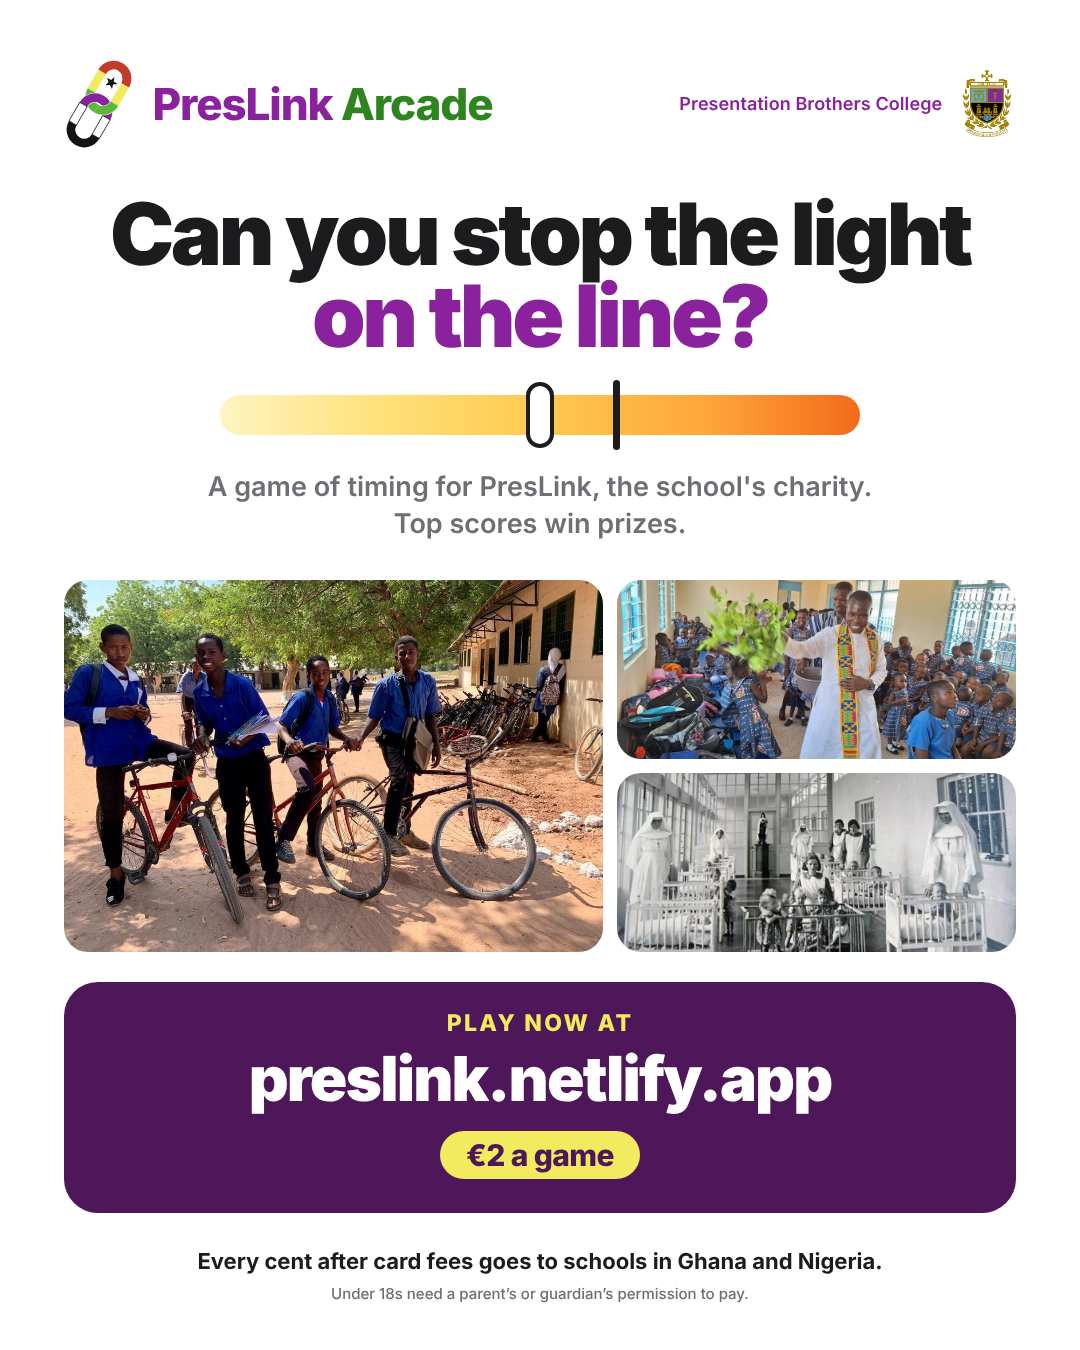 PresLink Arcade
Presentation Brothers College
Can you stop the light
on the line?
A game of timing for PresLink, the school's charity.
Top scores win prizes.
PLAY NOW AT
preslink.netlify.app
€2 a game
Every cent after card fees goes to schools in Ghana and Nigeria.
Under 18s need a parent’s or guardian’s permission to pay.